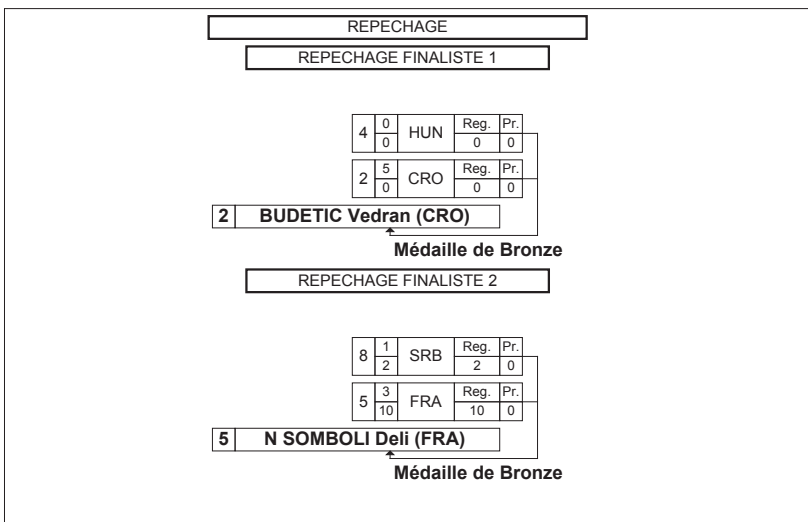 REPECHAGE
REPECHAGE FINALISTE 1
4 0 HUN Reg. Pr.
0 0 0
2 5 CRO Reg. Pr.
0 0 0
2 BUDETIC Vedran (CRO)
Médaille de Bronze
REPECHAGE FINALISTE 2
8 1 SRB Reg. Pr.
2 2 0
5 3 FRA Reg. Pr.
10 10 0
5 N SOMBOLI Deli (FRA)
Médaille de Bronze